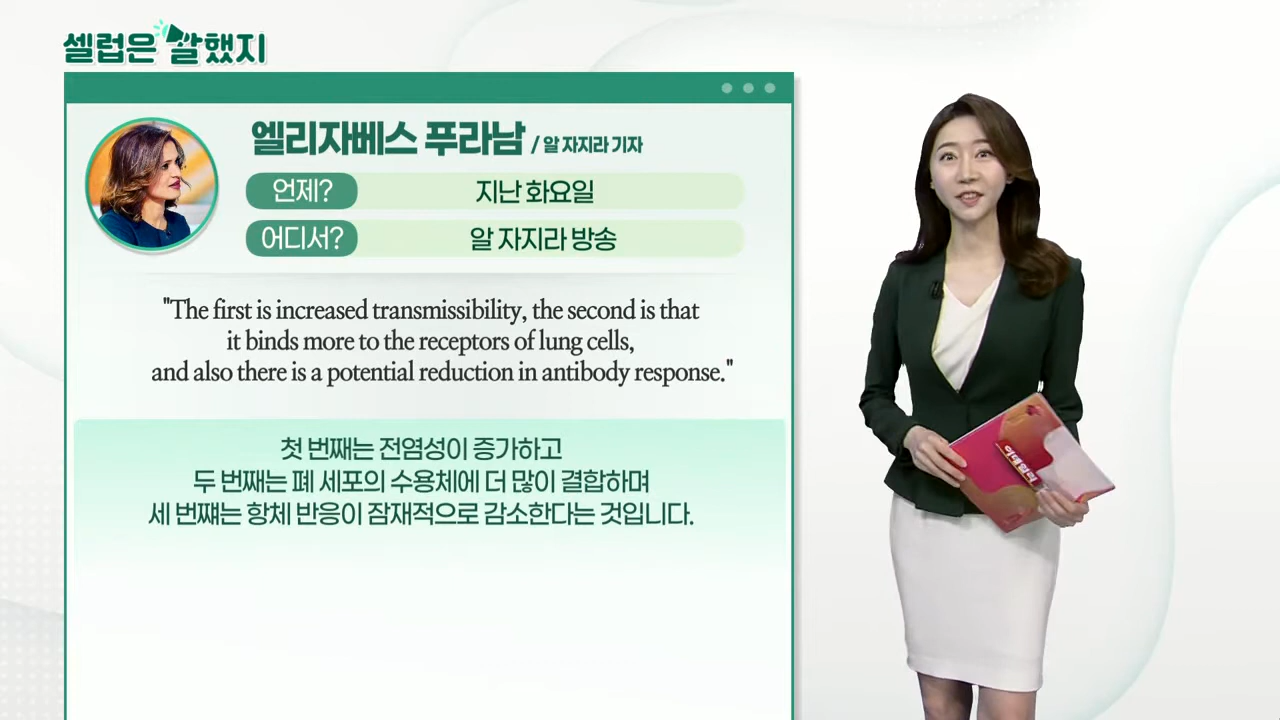 셀럽은 쌀했지
엘리자베스 푸라남 / 알 자지라 기자
언제?
지난 화요일
어디서?
알 자지라 방송
"The first is increased transmissibility, the second is that
it binds more to the receptors of lung cells,
and also there is a potential reduction in antibody response."
첫 번째는 전염성이 증가하고
두 번째는 폐 세포의 수용체에 더 많이 결합하며
세 번쨰는 항체 반응이 잠재적으로 감소한다는 것입니다.